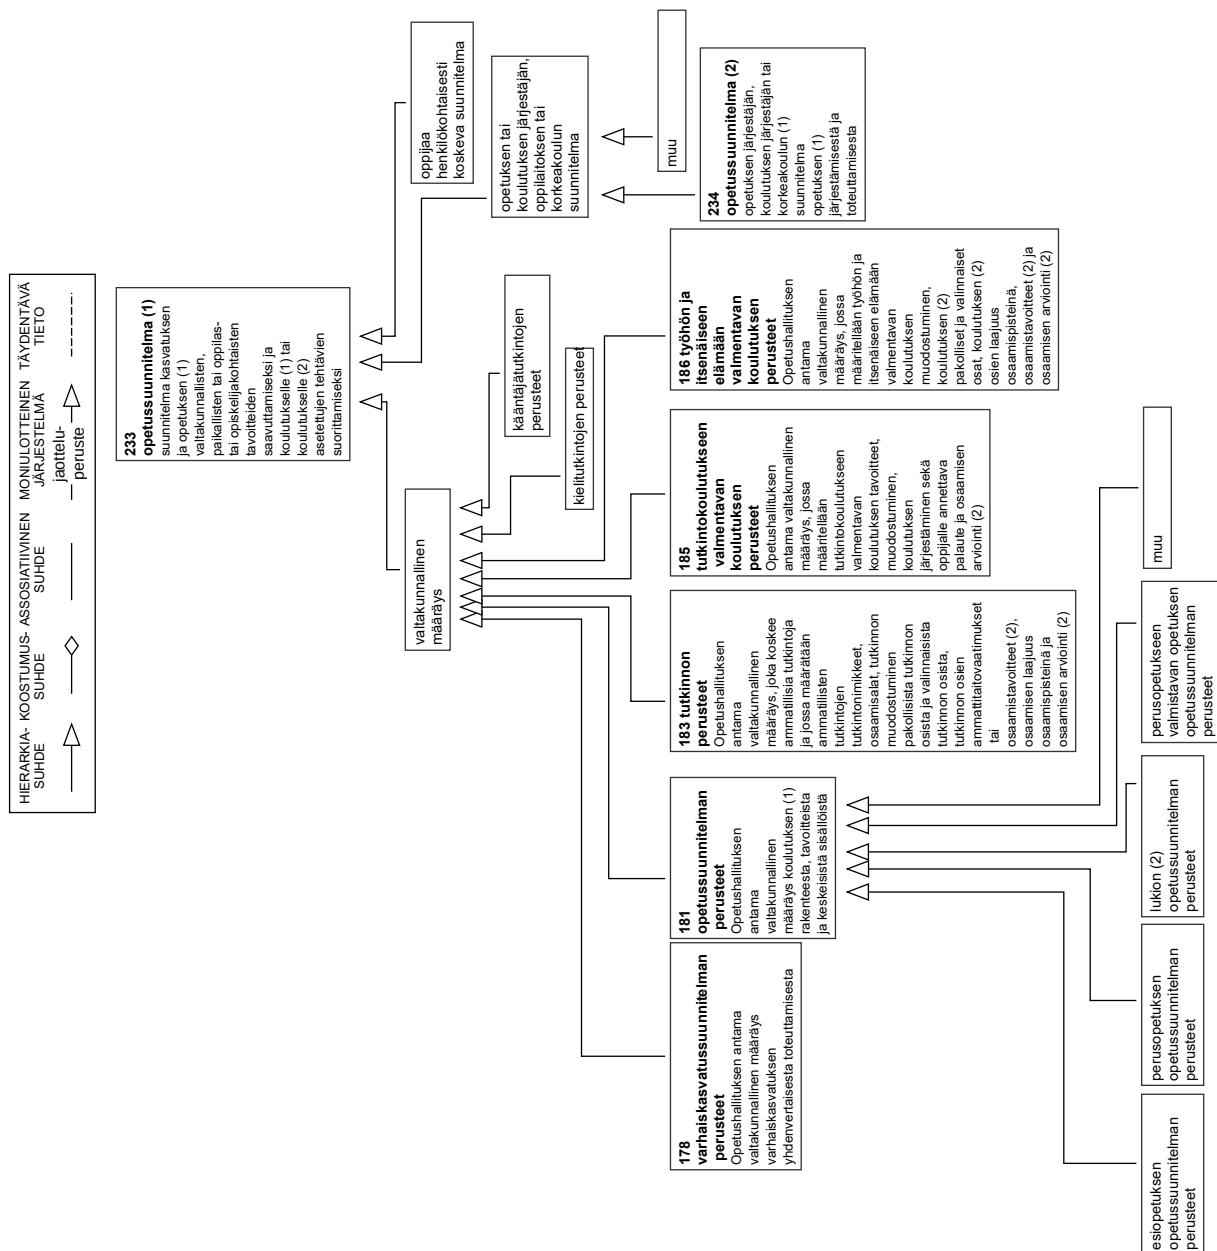 HIERARKIA-
SUHDE
KOOSTUMUS-
SUHDE
ASSOSIATIIVINEN
SUHDE
MONIULOTTEINEN
JÄRJESTELMÄ
TÄYDENTÄVÄ
TIETO
jaottelu-
peruste
233
opetussuunnitelma (1)
suunnitelma kasvatuksen
ja opetuksen (1)
valtakunnallisten,
paikallisten tai oppilas-
tai opiskelijakohtaisten
tavoitteiden
saavuttamiseksi ja
koulutukselle (1) tai
koulutukselle (2)
asetettujen tehtävien
suorittamiseksi
valtakunnallinen
määräys
oppijaa
henkilökohtaisesti
koskeva suunnitelma
opetuksen tai
koulutuksen järjestäjän,
oppilaitoksen tai
korkeakoulun
suunnitelma
kääntäjätutkintojen
perusteet
kielitutkintojen perusteet
muu
178
varhaiskasvatussuunnitelman
perusteet
Opetushallituksen antama
valtakunnallinen määräys
varhaiskasvatuksen
yhdenvertaisesta toteuttamisesta
181
opetussuunnitelman
perusteet
Opetushallituksen
antama
valtakunnallinen
määräys koulutuksen (1)
rakenteesta, tavoitteista
ja keskeisistä sisällöistä
183 tutkinnon
perusteet
Opetushallituksen
antama
valtakunnallinen
määräys, joka koskee
ammatillisia tutkintoja
ja jossa määrätään
ammatillisten
tutkintojen
tutkintonimikkeet,
osaamisalat, tutkinnon
muodostuminen
pakollisista tutkinnon
osista ja valinnaisista
tutkinnon osista,
tutkinnon osien
ammattitaitovaatimukset
tai
osaamistavoitteet (2),
osaamisen laajuus
osaamispisteinä ja
osaamisen arviointi (2)
185
tutkintokoulutukseen
valmentavan
koulutuksen
perusteet
Opetushallituksen
antama valtakunnallinen
määräys, jossa
määritellään
tutkintokoulutukseen
valmentavan
koulutuksen tavoitteet,
muodostuminen,
koulutuksen
järjestäminen sekä
oppijalle annettava
palaute ja osaamisen
arviointi (2)
186 työhön ja
itsenäiseen
elämään
valmentavan
koulutuksen
perusteet
Opetushallituksen
antama
valtakunnallinen
määräys, jossa
määritellään työhön ja
itsenäiseen elämään
valmentavan
koulutuksen
muodostuminen,
koulutuksen (2)
pakolliset ja valinnaiset
osat, koulutuksen (2)
osien laajuus
osaamispisteinä,
osaamistavoitteet (2) ja
osaamisen arviointi (2)
234
opetussuunnitelma (2)
opetuksen järjestäjän,
koulutuksen järjestäjän tai
korkeakoulun (1)
suunnitelma
opetuksen (1)
järjestämisestä ja
toteuttamisesta
esiopetuksen
opetussuunnitelman
perusteet
perusopetuksen
opetussuunnitelman
perusteet
lukion (2)
opetussuunnitelman
perusteet
perusopetukseen
valmistavan opetuksen
opetussuunnitelman
perusteet
muu